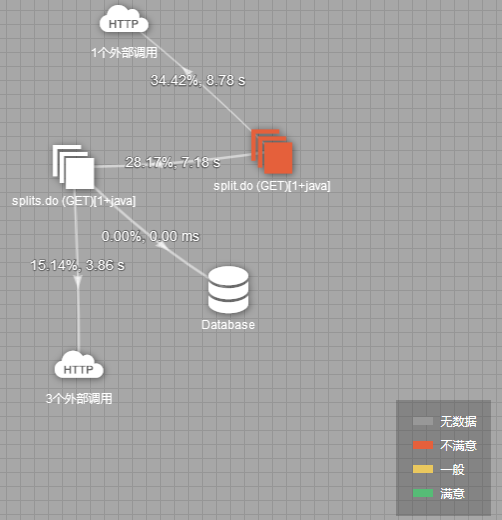 HTTP
1个外部调用
34.42%, 8.78 s
28.17%, 7.18 s
split.do (GET)[1+java]
splits.do (GET)[1+java]
0.00%, 0.00 ms
15.14%, 3.86 s
Database
HTTP
3个外部调用
无数据
不满意
一般
满意